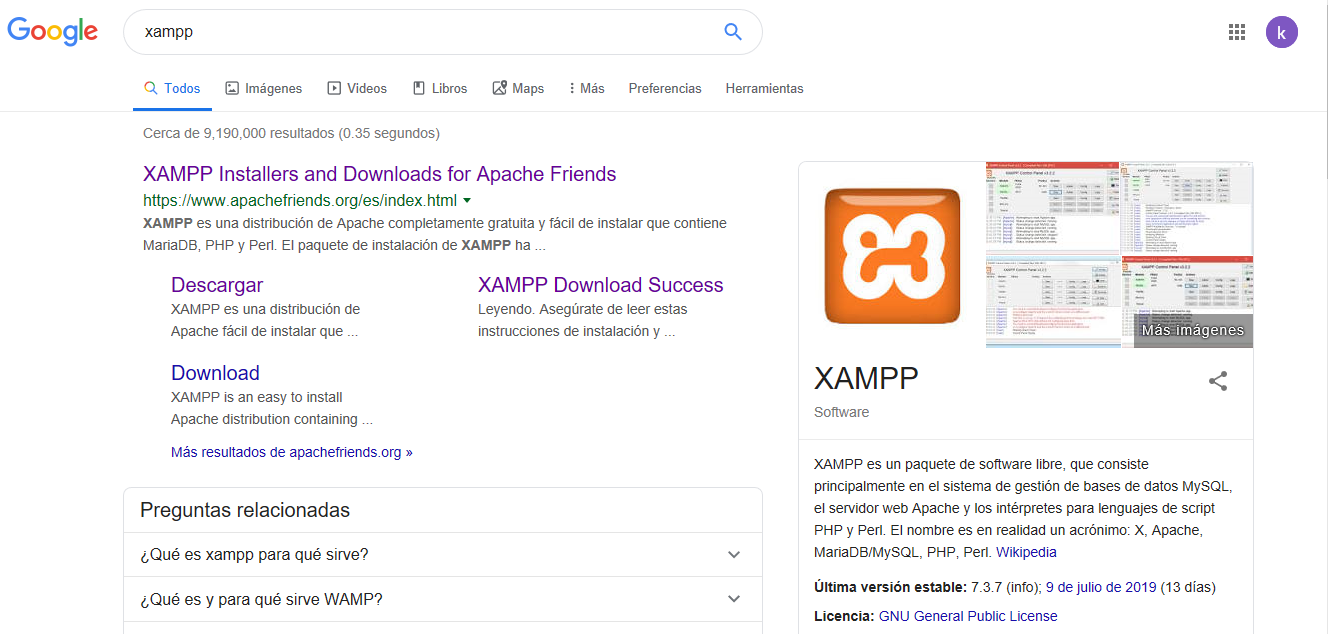 Google
xampp
k
Todos Imágenes Videos Libros Maps Más Preferencias Herramientas
Cerca de 9,190,000 resultados (0.35 segundos)
XAMPP Installers and Downloads for Apache Friends
https://www.apachefriends.org/es/index.html
XAMPP es una distribución de Apache completamente gratuita y fácil de instalar que contiene
MariaDB, PHP y Perl. El paquete de instalación de XAMPP ha ...
Descargar
XAMPP es una distribución de
Apache fácil de instalar que ...
XAMPP Download Success
Leyendo. Asegúrate de leer estas
instrucciones de instalación y ...
Download
XAMPP is an easy to install
Apache distribution containing ...
Más resultados de apachefriends.org »
Preguntas relacionadas
¿Qué es xampp para qué sirve?
¿Qué es y para qué sirve WAMP?
Más imágenes
XAMPP
Software
XAMPP es un paquete de software libre, que consiste
principalmente en el sistema de gestión de bases de datos MySQL,
el servidor web Apache y los intérpretes para lenguajes de script
PHP y Perl. El nombre es en realidad un acrónimo: X, Apache,
MariaDB/MySQL, PHP, Perl. Wikipedia
Última versión estable: 7.3.7 (info); 9 de julio de 2019 (13 días)
Licencia: GNU General Public License